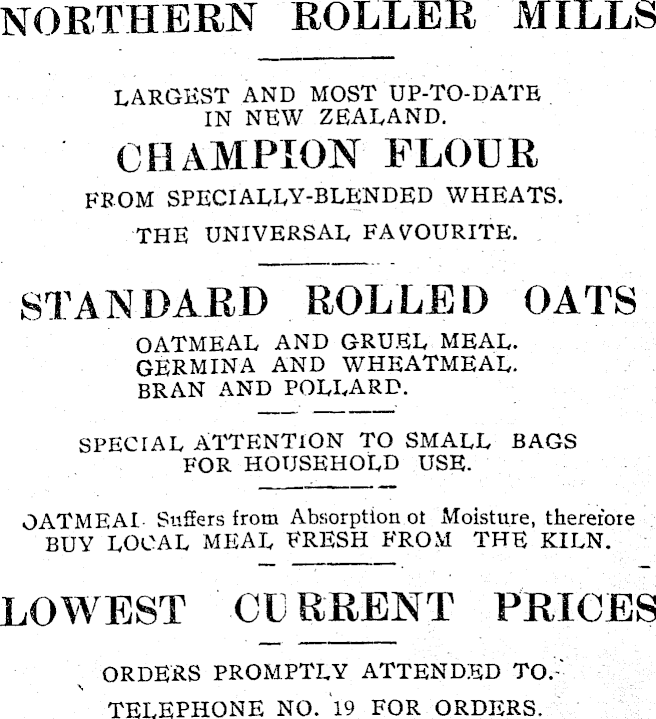 NORTHERN ROLLER MILLS
LARGEST AND MOST UP-TO-DATE
IN NEW ZEALAND.
CHAMPION FLOUR
FROM SPECIALLY-BLENDED WHEATS.
THE UNIVERSAL FAVOURITE.
STANDARD ROLLED OATS
OATMEAL AND GRUEL MEAL.
GERMINA AND WHEATMEAL.
BRAN AND POLLARD.
SPECIAL ATTENTION TO SMALL BAGS
FOR HOUSEHOLD USE.
OATMEAL Suffers from Absorption of Moisture, therefore
BUY LOCAL MEAL FRESH FROM THE KILN.
LOWEST CURRENT PRICES
ORDERS PROMPTLY ATTENDED TO.
TELEPHONE NO. 19 FOR ORDERS.